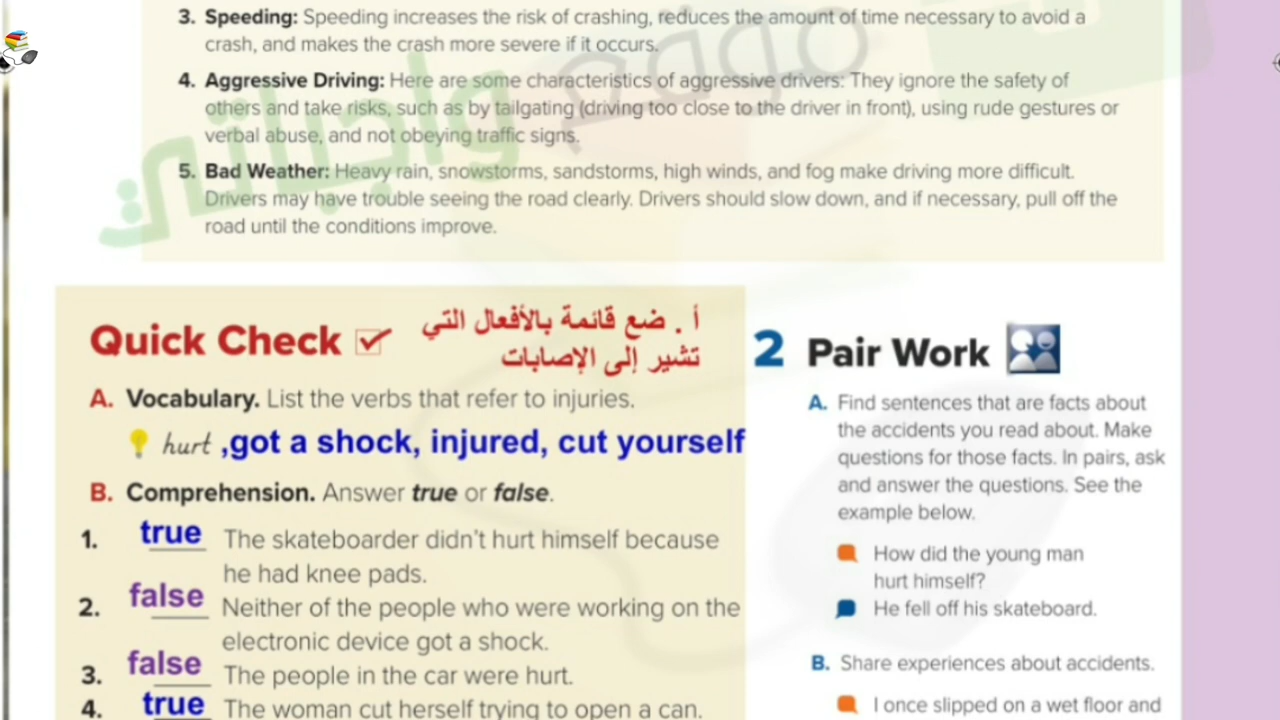 3. Speeding: Speeding increases the risk of crashing, reduces the amount of time necessary to avoid a
crash, and makes the crash more severe if it occurs.
4. Aggressive Driving: Here are some characteristics of aggressive drivers: They ignore the safety of
others and take risks, such as by tailgating (driving too close to the driver in front), using rude gestures or
verbal abuse, and not obeying traffic signs.
5. Bad Weather: Heavy rain, snowstorms, sandstorms, high winds, and fog make driving more difficult.
Drivers may have trouble seeing the road clearly. Drivers should slow down, and if necessary, pull off the
road until the conditions improve.
واجباتي
Quick Check
أ . ضع قائمة بالأفعال التي
تشير إلى الإصابات
A. Vocabulary. List the verbs that refer to injuries.
hurt ,got a shock, injured, cut yourself
B. Comprehension. Answer true or false.
1. true The skateboarder didn't hurt himself because
he had knee pads.
2. false Neither of the people who were working on the
electronic device got a shock.
3. false The people in the car were hurt.
4. true The woman cut herself trying to open a can.
2 Pair Work
A. Find sentences that are facts about
the accidents you read about. Make
questions for those facts. In pairs, ask
and answer the questions. See the
example below.
How did the young man
hurt himself?
He fell off his skateboard.
B. Share experiences about accidents.
I once slipped on a wet floor and